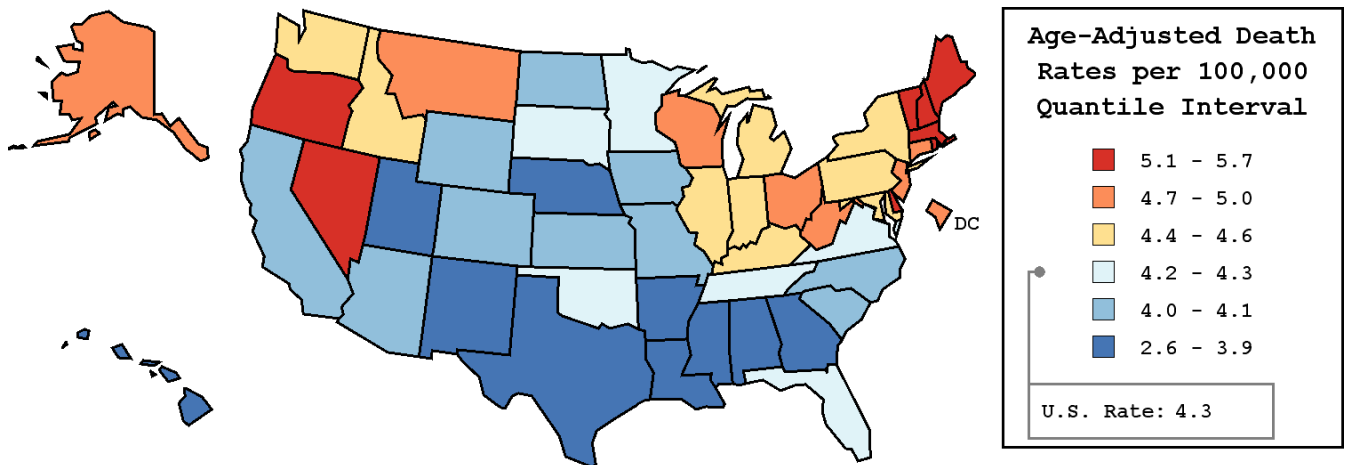 Age-Adjusted Death
Rates per 100,000
Quantile Interval
5.1 - 5.7
4.7 - 5.0
4.4 - 4.6
4.2 - 4.3
4.0 - 4.1
2.6 - 3.9
U.S. Rate: 4.3
DC